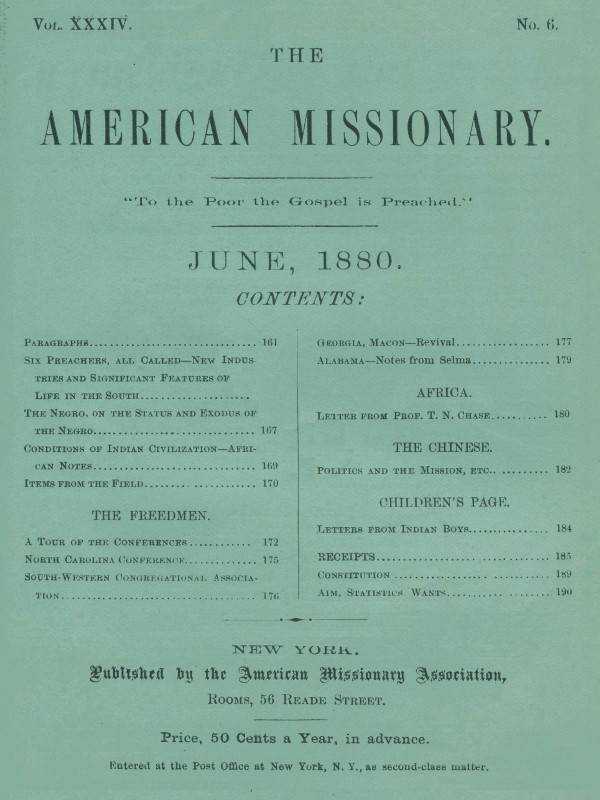 Vol. XXXIV.
No. 6.
THE
AMERICAN MISSIONARY.
"To the Poor the Gospel is Preached."
JUNE, 1880.
CONTENTS:
Paragraphs........................................ 161
Six Preachers, all Called—New Indus-
tries and Significant Features of
Life in the South.....................
The Negro, on the Status and Exodus of
the Negro................................ 167
Conditions of Indian Civilization—Afri-
can Notes................................ 169
Items from the Field..................... 170
THE FREEDMEN.
A Tour of the Conferences............ 172
North Carolina Conference............. 175
South-Western Congregational Associa-
tion...................................... 176
Georgia, Macon—Revival.................. 177
Alabama—Notes from Selma............... 179
AFRICA.
Letter from Prof. T. N. Chase.......... 180
THE CHINESE.
Politics and the Mission, etc........... 182
CHILDREN'S PAGE.
Letters from Indian Boys............... 184
RECEIPTS.................................. 185
Constitution............................. 189
Aim, Statistics Wants................... 190
NEW YORK.
Published by the American Missionary Association,
Rooms, 56 Reade Street.
Price, 50 Cents a Year, in advance.
Entered at the Post Office at New York, N. Y., as second-class matter.